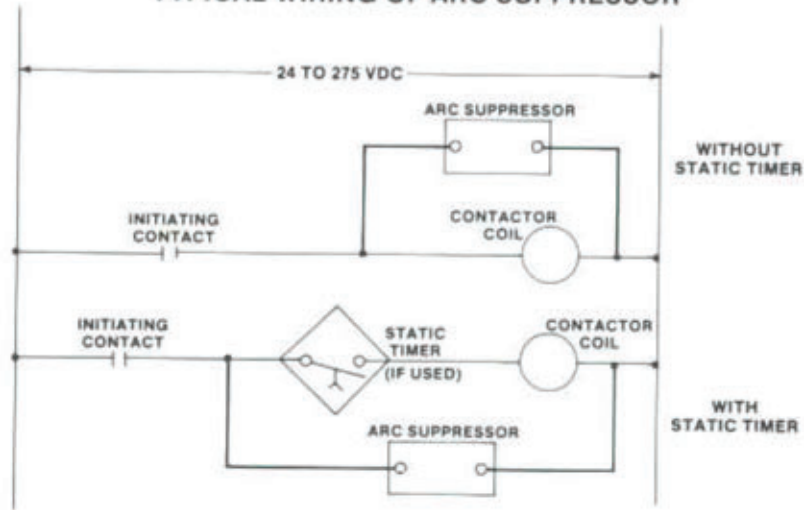 24 TO 275 VDC
ARC SUPPRESSOR
WITHOUT
STATIC TIMER
INITIATING
CONTACT
CONTACTOR
COIL
INITIATING
CONTACT
STATIC
TIMER
(IF USED)
CONTACTOR
COIL
WITH
STATIC TIMER
ARC SUPPRESSOR